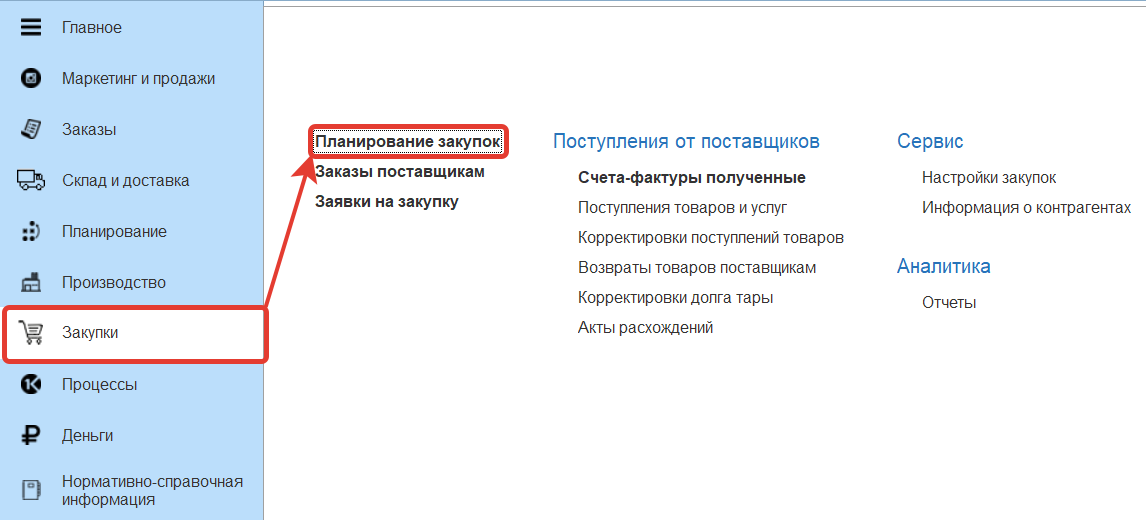 Главное
Маркетинг и продажи
Заказы
Склад и доставка
Планирование
Производство
Закупки
Процессы
Деньги
Нормативно-справочная
информация
Планирование закупок
Заказы поставщикам
Заявки на закупку
Поступления от поставщиков
Счета-фактуры полученные
Поступления товаров и услуг
Корректировки поступлений товаров
Возвраты товаров поставщикам
Корректировки долга тары
Акты расхождений
Сервис
Настройки закупок
Информация о контрагентах
Аналитика
Отчеты